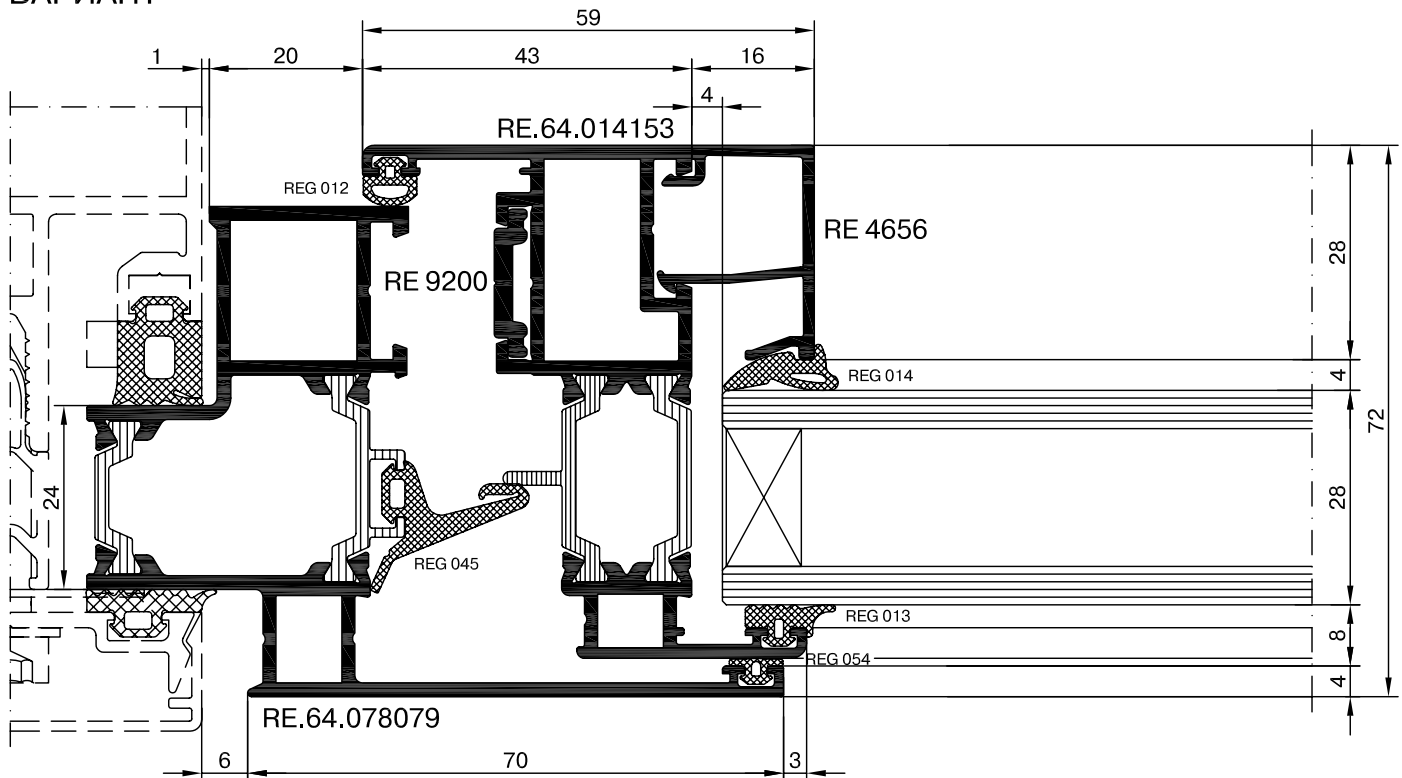 ВАРИАНТ
59
1 20 43 16
4
RE.64.014153
REG 012
RE 4656
28
RE 9200
REG 014
4
72
24
28
REG 045
REG 013
8
REG 054
4
RE.64.078079
6 70 3